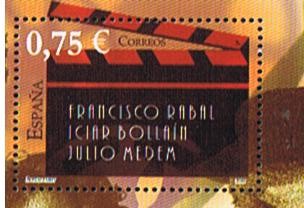 0,75 € CORREOS
ESPAÑA
FRANCISCO RABAL
ICIAR BOLLAÍN
JULIO MEDEM